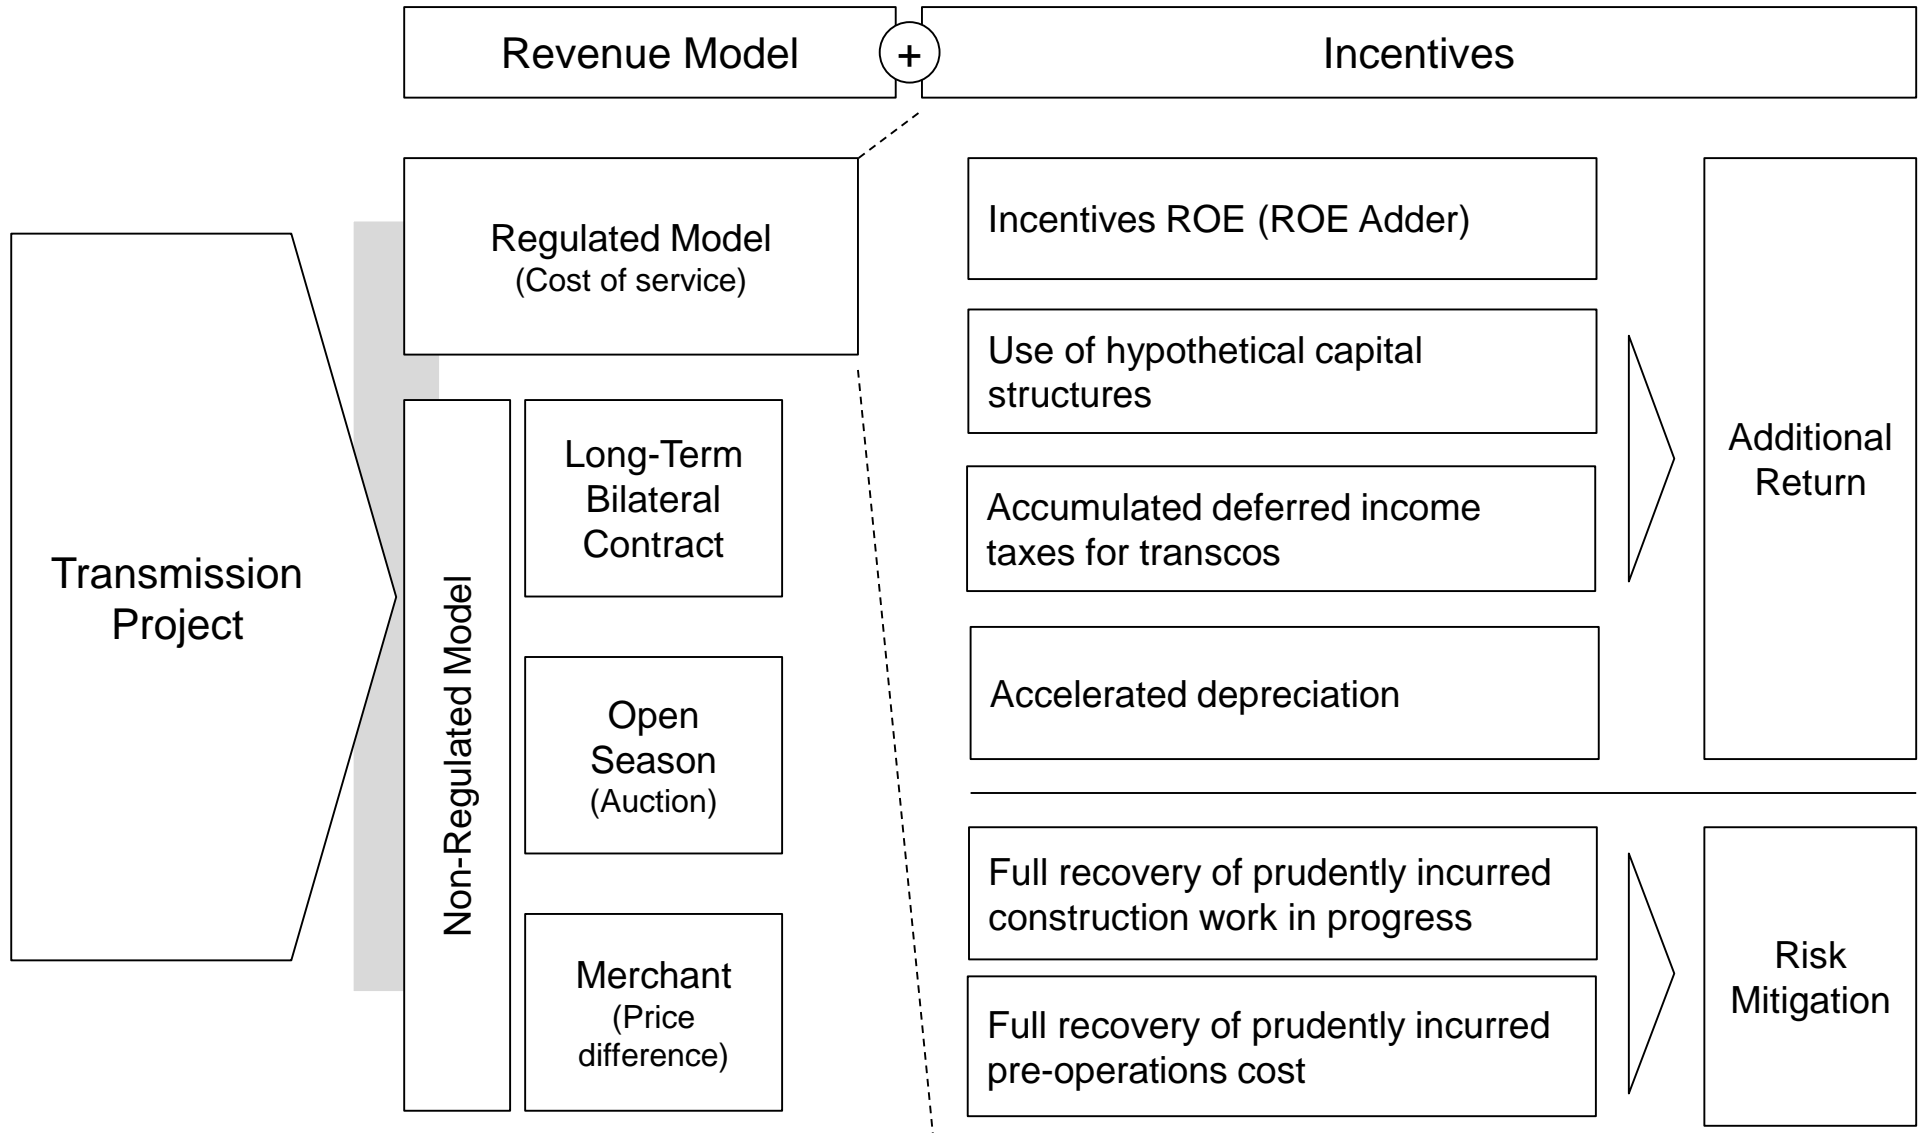 Revenue Model
+
Incentives
Transmission
Project
Regulated Model
(Cost of service)
Non-Regulated Model
Long-Term
Bilateral
Contract
Open
Season
(Auction)
Merchant
(Price
difference)
Incentives ROE (ROE Adder)
Use of hypothetical capital
structures
Accumulated deferred income
taxes for transcos
Accelerated depreciation
Additional
Return
Full recovery of prudently incurred
construction work in progress
Full recovery of prudently incurred
pre-operations cost
Risk
Mitigation